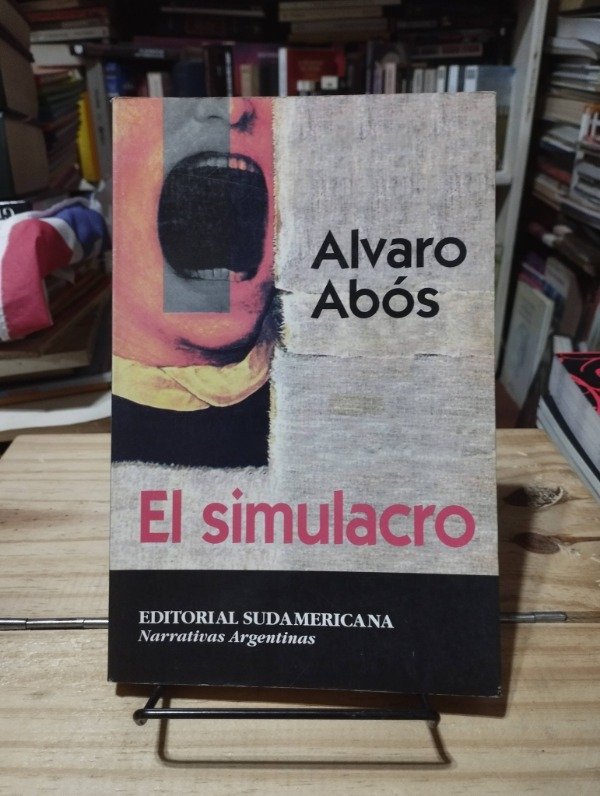 Alvaro
Abós
El simulacro
EDITORIAL SUDAMERICANA
Narrativas Argentinas